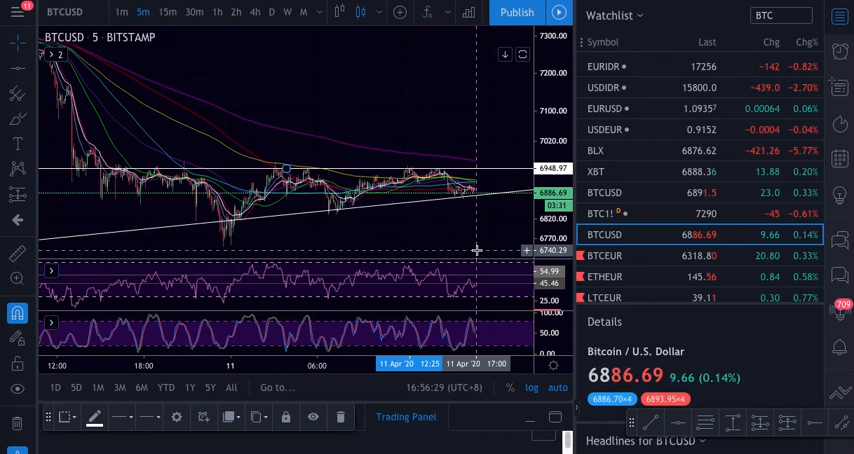 11
BTCUSD 1m 5m 15m 30m 1h 2h 4h D W M Publish
Watchlist BTC
BTCUSD · 5 · BITSTAMP
2
Symbol Last Chg Chg%
EURIDR 17256 −142 −0.82%
USDIDR 15800.0 −439.0 −2.70%
EURUSD 1.09357 0.00064 0.06%
USDEUR 0.9152 −0.0004 −0.04%
BLX 6876.62 −421.26 −5.77%
XBT 6888.36 13.88 0.20%
BTCUSD 6891.5 23.0 0.33%
BTC1! D 7290 −45 −0.61%
BTCUSD 6886.69 9.66 0.14%
BTCEUR 6318.80 20.80 0.33%
ETHEUR 145.56 0.84 0.58%
LTCEUR 39.11 0.30 0.77%
7300.00
7200.00
7100.00
7020.00
6948.97
6886.69
03:31
6820.00
6770.00
6740.29
54.99
45.46
25.00
100.00
50.00
0.00
12:00 18:00 11 06:00 11 Apr '20 12:25 11 Apr '20 17:00
1D 5D 1M 3M 6M YTD 1Y 5Y All Go to... 16:56:29 (UTC+8) % log auto
Trading Panel
709
Details
Bitcoin / U.S. Dollar
6886.69 9.66 (0.14%)
6886.70×4 6893.95×4
Headlines for BTCUSD